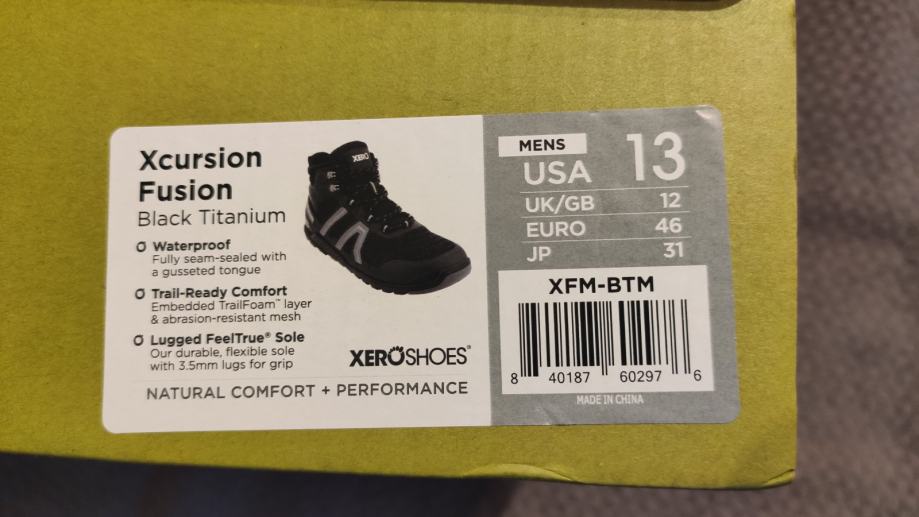 Xcursion
Fusion
Black Titanium
Waterproof
Fully seam-sealed with
a gusseted tongue
Trail-Ready Comfort
Embedded TrailFoam™ layer
& abrasion-resistant mesh
Lugged FeelTrue® Sole
Our durable, flexible sole
with 3.5mm lugs for grip
XERO
XEROSHOES®
NATURAL COMFORT + PERFORMANCE
MENS
USA 13
UK/GB 12
EURO 46
JP 31
XFM-BTM
8 40187 60297 6
MADE IN CHINA